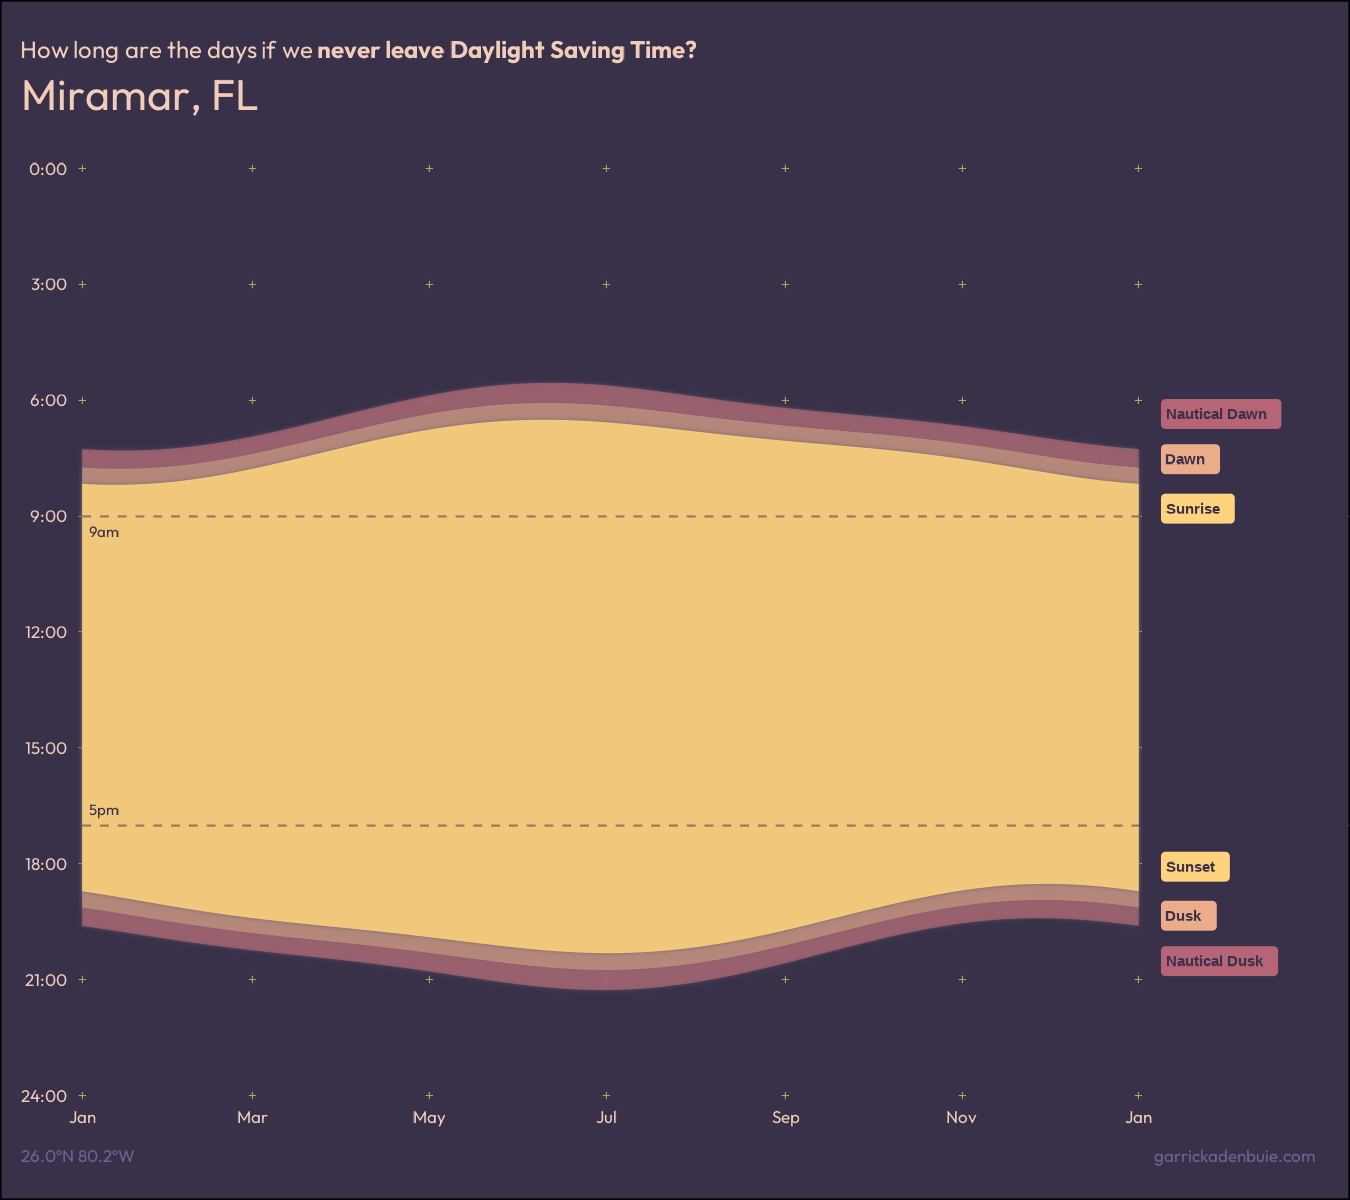 How long are the days if we never leave Daylight Saving Time?
Miramar, FL
0:00
3:00
6:00
Nautical Dawn
Dawn
Sunrise
9:00
9am
12:00
15:00
5pm
18:00
Sunset
Dusk
Nautical Dusk
21:00
24:00
Jan Mar May Jul Sep Nov Jan
26.0°N 80.2°W
garrickadenbuie.com